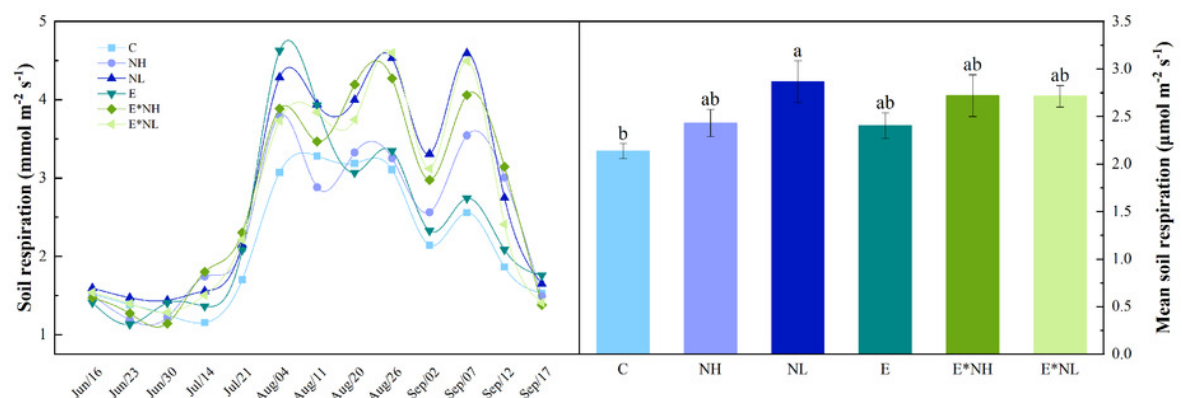 5
4
3
2
1
Soil respiration (mmol m⁻² s⁻¹)
C
NH
NL
E
E*NH
E*NL
Jun/16
Jun/23
Jun/30
Jul/14
Jul/21
Aug/04
Aug/11
Aug/20
Aug/26
Sep/02
Sep/07
Sep/12
Sep/17
b
ab
a
ab
ab
ab
C
NH
NL
E
E*NH
E*NL
3.5
3.0
2.5
2.0
1.5
1.0
0.5
0.0
Mean soil respiration (μmol m⁻² s⁻¹)